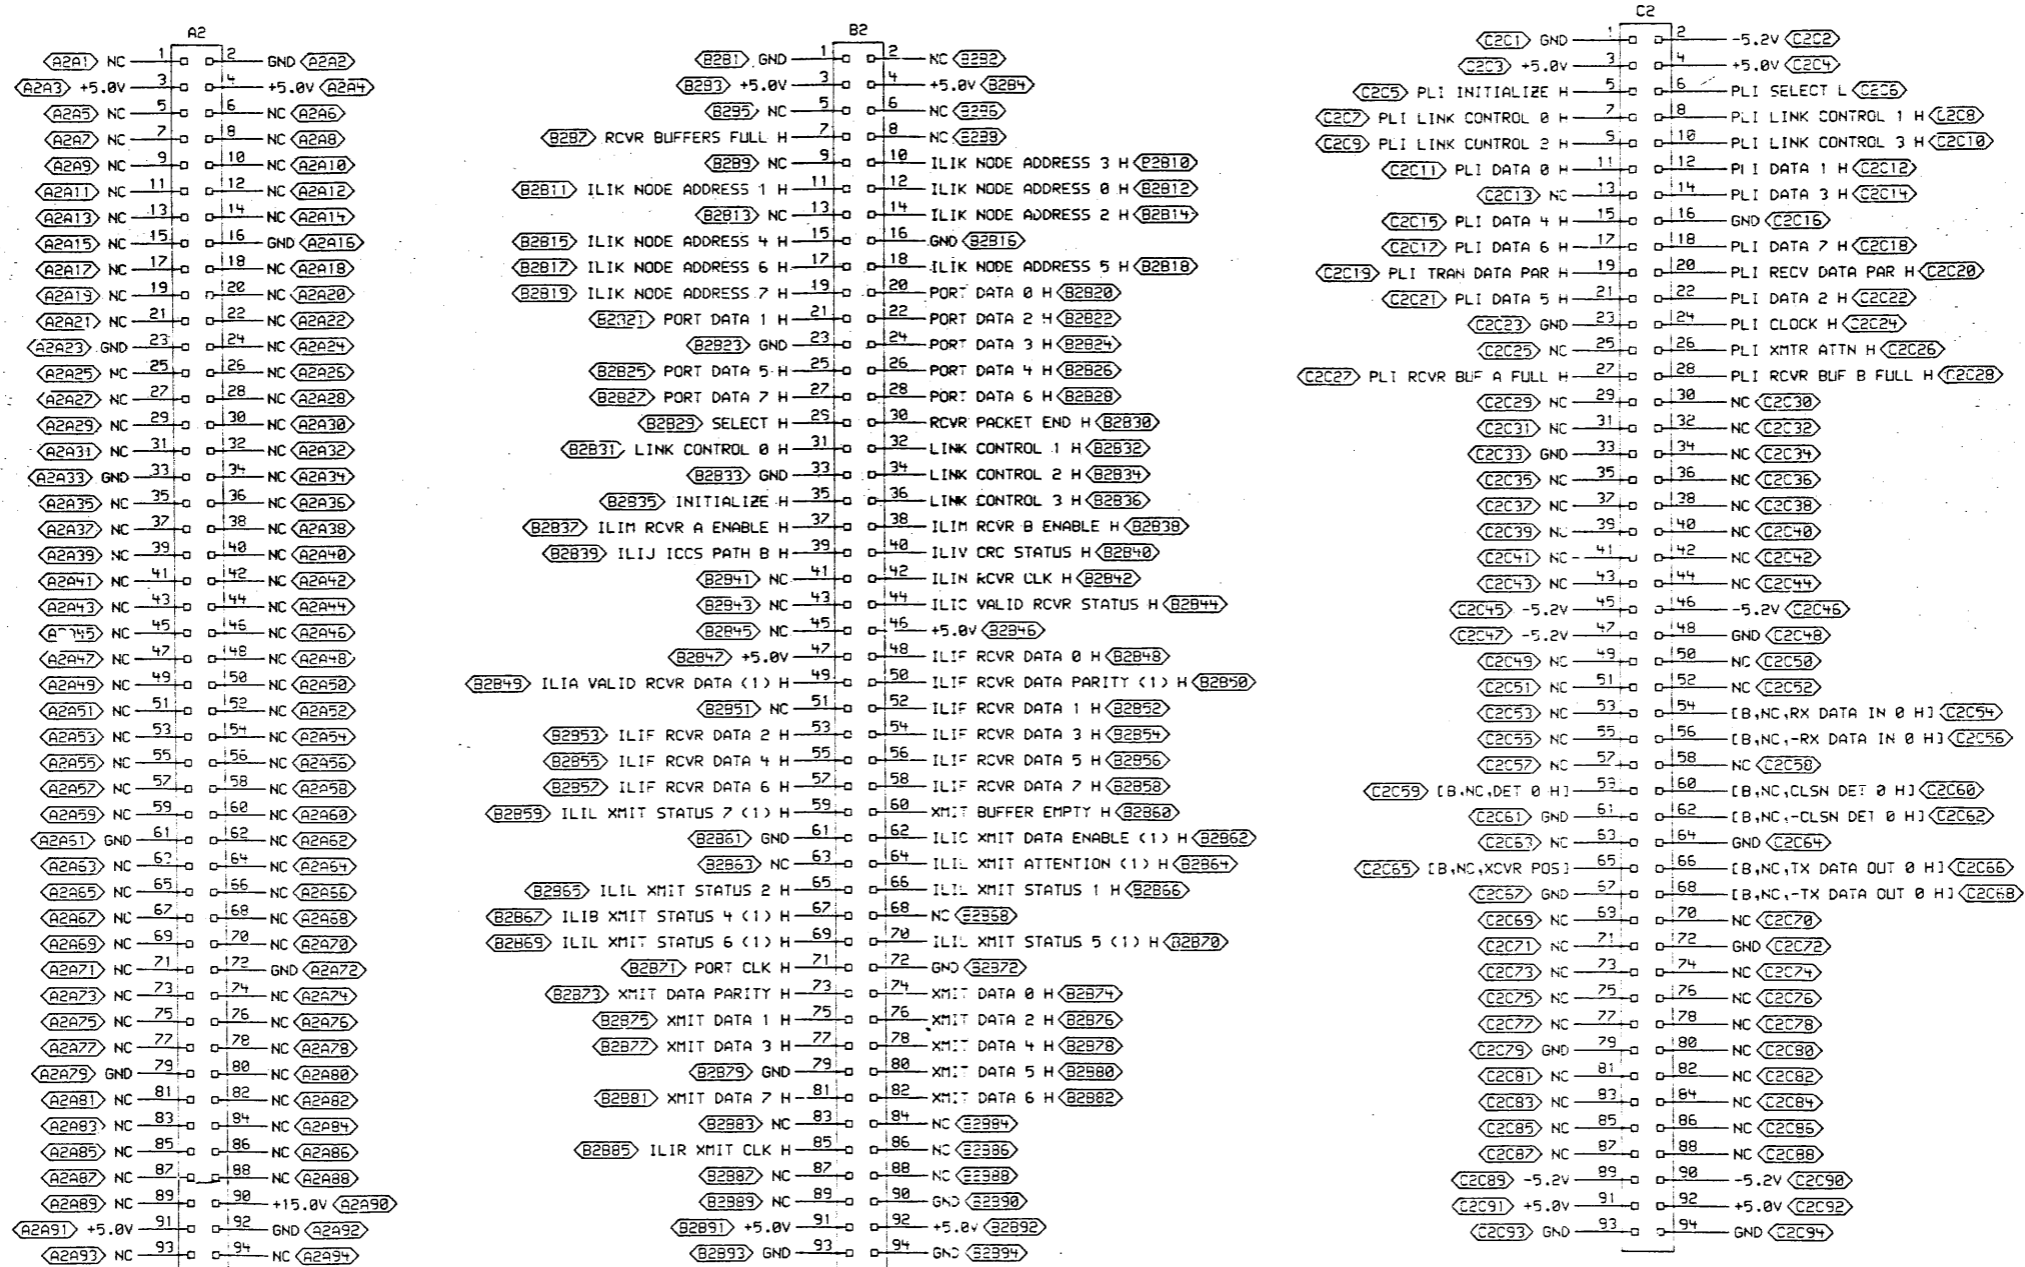 A2
A2A1 NC 1 2 GND A2A2
A2A3 +5.0V 3 4 +5.0V A2A4
A2A5 NC 5 6 NC A2A6
A2A7 NC 7 8 NC A2A8
A2A9 NC 9 10 NC A2A10
A2A11 NC 11 12 NC A2A12
A2A13 NC 13 14 NC A2A14
A2A15 NC 15 16 GND A2A16
A2A17 NC 17 18 NC A2A18
A2A19 NC 19 20 NC A2A20
A2A21 NC 21 22 NC A2A22
A2A23 GND 23 24 NC A2A24
A2A25 NC 25 26 NC A2A26
A2A27 NC 27 28 NC A2A28
A2A29 NC 29 30 NC A2A30
A2A31 NC 31 32 NC A2A32
A2A33 GND 33 34 NC A2A34
A2A35 NC 35 36 NC A2A36
A2A37 NC 37 38 NC A2A38
A2A39 NC 39 40 NC A2A40
A2A41 NC 41 42 NC A2A42
A2A43 NC 43 44 NC A2A44
NC 45 46 NC A2A46
A2A47 NC 47 48 NC A2A48
A2A49 NC 49 50 NC A2A50
A2A51 NC 51 52 NC A2A52
A2A53 NC 53 54 NC A2A54
A2A55 NC 55 56 NC A2A56
A2A57 NC 57 58 NC A2A58
A2A59 NC 59 60 NC A2A60
A2A61 GND 61 62 NC A2A62
A2A63 NC 63 64 NC A2A64
A2A65 NC 65 66 NC A2A66
A2A67 NC 67 68 NC A2A68
A2A69 NC 69 70 NC A2A70
A2A71 NC 71 72 GND A2A72
A2A73 NC 73 74 NC A2A74
A2A75 NC 75 76 NC A2A76
A2A77 NC 77 78 NC A2A78
A2A79 GND 79 80 NC A2A80
A2A81 NC 81 82 NC A2A82
A2A83 NC 83 84 NC A2A84
A2A85 NC 85 86 NC A2A86
A2A87 NC 87 88 NC A2A88
A2A89 NC 89 90 +15.0V A2A90
A2A91 +5.0V 91 92 GND A2A92
A2A93 NC 93 94 NC A2A94
B2
B2B1 GND 1 2 NC B2B2
B2B3 +5.0V 3 4 +5.0V B2B4
B2B5 NC 5 6 NC B2B6
B2B7 RCVR BUFFERS FULL H 7 8 NC B2B8
B2B9 NC 9 10 ILIK NODE ADDRESS 3 H B2B10
B2B11 ILIK NODE ADDRESS 1 H 11 12 ILIK NODE ADDRESS 0 H B2B12
B2B13 NC 13 14 ILIK NODE ADDRESS 2 H B2B14
B2B15 ILIK NODE ADDRESS 4 H 15 16 GND B2B16
B2B17 ILIK NODE ADDRESS 6 H 17 18 ILIK NODE ADDRESS 5 H B2B18
B2B19 ILIK NODE ADDRESS 7 H 19 20 PORT DATA 0 H B2B20
B2B21 PORT DATA 1 H 21 22 PORT DATA 2 H B2B22
B2B23 GND 23 24 PORT DATA 3 H B2B24
B2B25 PORT DATA 5 H 25 26 PORT DATA 4 H B2B26
B2B27 PORT DATA 7 H 27 28 PORT DATA 6 H B2B28
B2B29 SELECT H 29 30 RCVR PACKET END H B2B30
B2B31 LINK CONTROL 0 H 31 32 LINK CONTROL 1 H B2B32
B2B33 GND 33 34 LINK CONTROL 2 H B2B34
B2B35 INITIALIZE H 35 36 LINK CONTROL 3 H B2B36
B2B37 ILIM RCVR A ENABLE H 37 38 ILIM RCVR B ENABLE H B2B38
B2B39 ILIJ ICCS PATH B H 39 40 ILIV CRC STATUS H B2B40
B2B41 NC 41 42 ILIN RCVR CLK H B2B42
B2B43 NC 43 44 ILIC VALID RCVR STATUS H B2B44
B2B45 NC 45 46 +5.0V B2B46
B2B47 +5.0V 47 48 ILIF RCVR DATA 0 H B2B48
B2B49 ILIA VALID RCVR DATA (1) H 49 50 ILIF RCVR DATA PARITY (1) H B2B50
B2B51 NC 51 52 ILIF RCVR DATA 1 H B2B52
B2B53 ILIF RCVR DATA 2 H 53 54 ILIF RCVR DATA 3 H B2B54
B2B55 ILIF RCVR DATA 4 H 55 56 ILIF RCVR DATA 5 H B2B56
B2B57 ILIF RCVR DATA 6 H 57 58 ILIF RCVR DATA 7 H B2B58
B2B59 ILIL XMIT STATUS 7 (1) H 59 60 XMIT BUFFER EMPTY H B2B60
B2B61 GND 61 62 ILIC XMIT DATA ENABLE (1) H B2B62
B2B63 NC 63 64 ILIL XMIT ATTENTION (1) H B2B64
B2B65 ILIL XMIT STATUS 2 H 65 66 ILIL XMIT STATUS 1 H B2B66
B2B67 ILIB XMIT STATUS 4 (1) H 67 68 NC B2B68
B2B69 ILIL XMIT STATUS 6 (1) H 69 70 ILIL XMIT STATUS 5 (1) H B2B70
B2B71 PORT CLK H 71 72 GND B2B72
B2B73 XMIT DATA PARITY H 73 74 XMIT DATA 0 H B2B74
B2B75 XMIT DATA 1 H 75 76 XMIT DATA 2 H B2B76
B2B77 XMIT DATA 3 H 77 78 XMIT DATA 4 H B2B78
B2B79 GND 79 80 XMIT DATA 5 H B2B80
B2B81 XMIT DATA 7 H 81 82 XMIT DATA 6 H B2B82
B2B83 NC 83 84 NC B2B84
B2B85 ILIR XMIT CLK H 85 86 NC B2B86
B2B87 NC 87 88 NC B2B88
B2B89 NC 89 90 GND B2B90
B2B91 +5.0V 91 92 +5.0V B2B92
B2B93 GND 93 94 GND B2B94
C2
C2C1 GND 1 2 -5.2V C2C2
C2C3 +5.0V 3 4 +5.0V C2C4
C2C5 PLI INITIALIZE H 5 6 PLI SELECT L C2C6
C2C7 PLI LINK CONTROL 0 H 7 8 PLI LINK CONTROL 1 H C2C8
C2C9 PLI LINK CONTROL 2 H 9 10 PLI LINK CONTROL 3 H C2C10
C2C11 PLI DATA 0 H 11 12 PLI DATA 1 H C2C12
C2C13 NC 13 14 PLI DATA 3 H C2C14
C2C15 PLI DATA 4 H 15 16 GND C2C16
C2C17 PLI DATA 6 H 17 18 PLI DATA 7 H C2C18
C2C19 PLI TRAN DATA PAR H 19 20 PLI RECV DATA PAR H C2C20
C2C21 PLI DATA 5 H 21 22 PLI DATA 2 H C2C22
C2C23 GND 23 24 PLI CLOCK H C2C24
C2C25 NC 25 26 PLI XMTR ATTN H C2C26
C2C27 PLI RCVR BUF A FULL H 27 28 PLI RCVR BUF B FULL H C2C28
C2C29 NC 29 30 NC C2C30
C2C31 NC 31 32 NC C2C32
C2C33 GND 33 34 NC C2C34
C2C35 NC 35 36 NC C2C36
C2C37 NC 37 38 NC C2C38
C2C39 NC 39 40 NC C2C40
C2C41 NC 41 42 NC C2C42
C2C43 NC 43 44 NC C2C44
C2C45 -5.2V 45 46 -5.2V C2C46
C2C47 -5.2V 47 48 GND C2C48
C2C49 NC 49 50 NC C2C50
C2C51 NC 51 52 NC C2C52
C2C53 NC 53 54 [B,NC,RX DATA IN 0 H] C2C54
C2C55 NC 55 56 [B,NC,-RX DATA IN 0 H] C2C56
C2C57 NC 57 58 NC C2C58
C2C59 [B,NC,DET 0 H] 59 60 [B,NC,CLSN DET 0 H] C2C60
C2C61 GND 61 62 [B,NC,-CLSN DET 0 H] C2C62
C2C63 NC 63 64 GND C2C64
C2C65 [B,NC,XCVR POS] 65 66 [B,NC,TX DATA OUT 0 H] C2C66
C2C67 GND 67 68 [B,NC,-TX DATA OUT 0 H] C2C68
C2C69 NC 69 70 NC C2C70
C2C71 NC 71 72 GND C2C72
C2C73 NC 73 74 NC C2C74
C2C75 NC 75 76 NC C2C76
C2C77 NC 77 78 NC C2C78
C2C79 GND 79 80 NC C2C80
C2C81 NC 81 82 NC C2C82
C2C83 NC 83 84 NC C2C84
C2C85 NC 85 86 NC C2C86
C2C87 NC 87 88 NC C2C88
C2C89 -5.2V 89 90 -5.2V C2C90
C2C91 +5.0V 91 92 +5.0V C2C92
C2C93 GND 93 94 GND C2C94